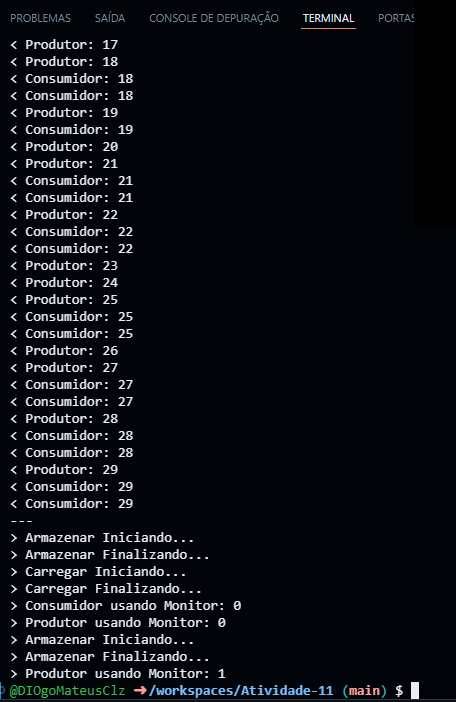 PROBLEMAS SAÍDA CONSOLE DE DEPURAÇÃO TERMINAL PORTAS
< Produtor: 17
< Produtor: 18
< Consumidor: 18
< Consumidor: 18
< Produtor: 19
< Consumidor: 19
< Produtor: 20
< Produtor: 21
< Consumidor: 21
< Consumidor: 21
< Produtor: 22
< Consumidor: 22
< Consumidor: 22
< Produtor: 23
< Produtor: 24
< Produtor: 25
< Consumidor: 25
< Consumidor: 25
< Produtor: 26
< Produtor: 27
< Consumidor: 27
< Consumidor: 27
< Produtor: 28
< Consumidor: 28
< Consumidor: 28
< Produtor: 29
< Consumidor: 29
< Consumidor: 29
---
> Armazenar Iniciando...
> Armazenar Finalizando...
> Carregar Iniciando...
> Carregar Finalizando...
> Consumidor usando Monitor: 0
> Produtor usando Monitor: 0
> Armazenar Iniciando...
> Armazenar Finalizando...
> Produtor usando Monitor: 1
@DIOgoMateusClz ➜/workspaces/Atividade-11 (main) $